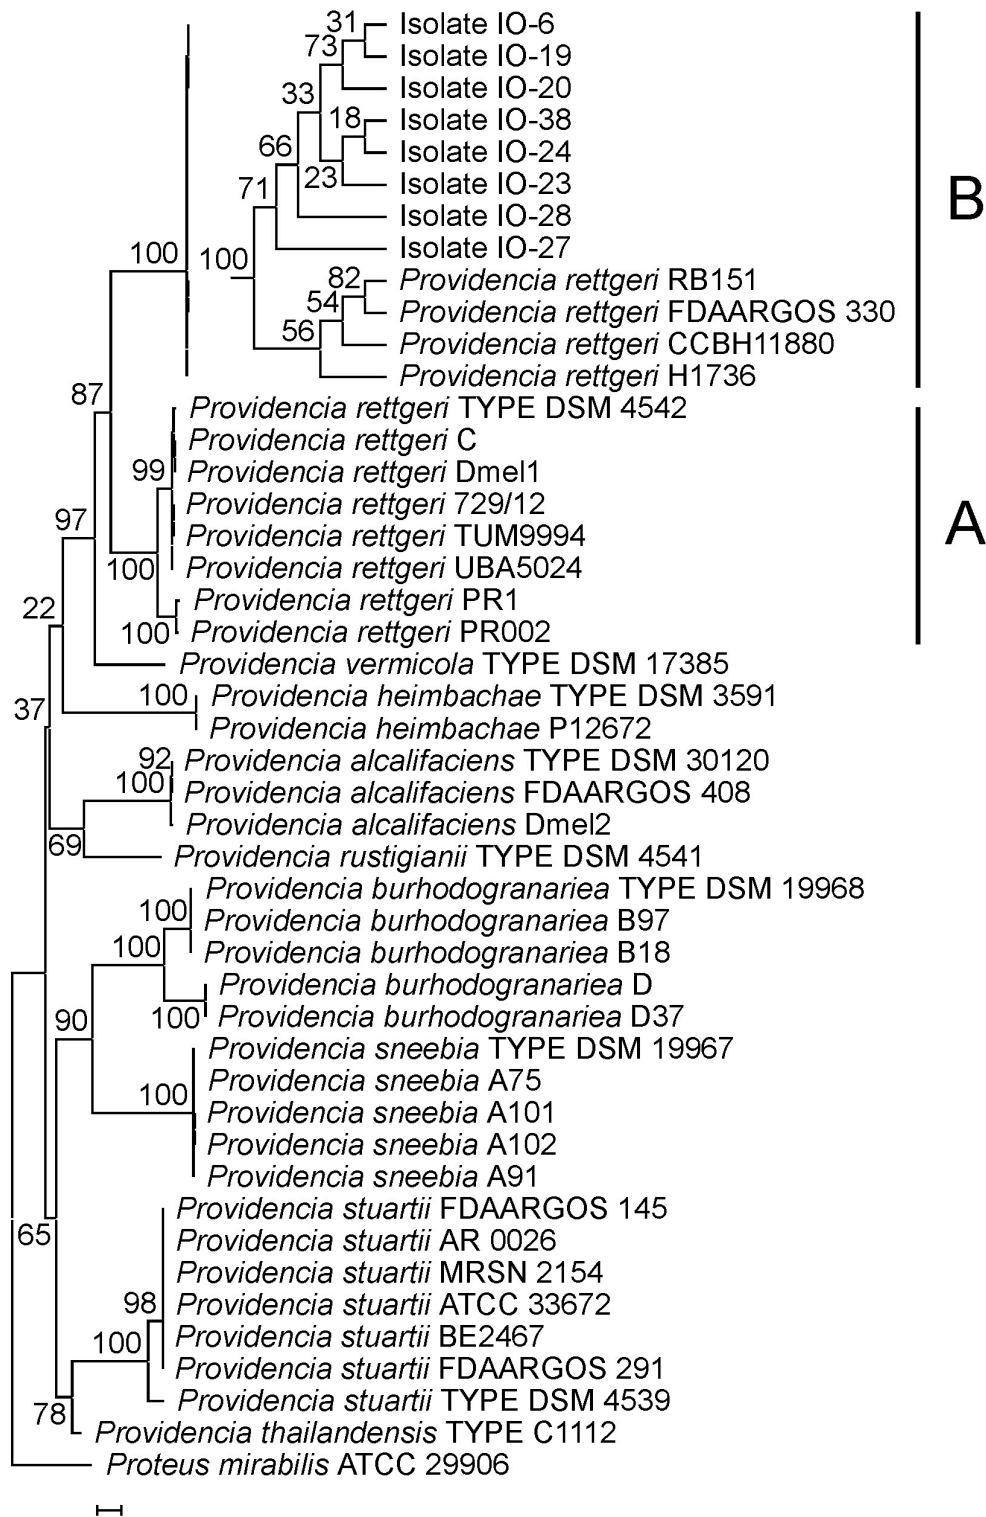 31
Isolate IO-6
73
Isolate IO-19
Isolate IO-20
33
18
Isolate IO-38
66
Isolate IO-24
23
Isolate IO-23
71
Isolate IO-28
B
100
100
Isolate IO-27
82
Providencia rettgeri RB151
54
Providencia rettgeri FDAARGOS 330
56
Providencia rettgeri CCBH11880
Providencia rettgeri H1736
87
Providencia rettgeri TYPE DSM 4542
Providencia rettgeri C
99
Providencia rettgeri Dmel1
Providencia rettgeri 729/12
97
Providencia rettgeri TUM9994
A
100
Providencia rettgeri UBA5024
22
Providencia rettgeri PR1
100
Providencia rettgeri PR002
Providencia vermicola TYPE DSM 17385
37
100
Providencia heimbachae TYPE DSM 3591
Providencia heimbachae P12672
92
Providencia alcalifaciens TYPE DSM 30120
100
Providencia alcalifaciens FDAARGOS 408
Providencia alcalifaciens Dmel2
69
Providencia rustigianii TYPE DSM 4541
Providencia burhodogranariea TYPE DSM 19968
100
Providencia burhodogranariea B97
100
Providencia burhodogranariea B18
Providencia burhodogranariea D
100
Providencia burhodogranariea D37
90
Providencia sneebia TYPE DSM 19967
Providencia sneebia A75
100
Providencia sneebia A101
Providencia sneebia A102
Providencia sneebia A91
65
Providencia stuartii FDAARGOS 145
Providencia stuartii AR 0026
Providencia stuartii MRSN 2154
98
Providencia stuartii ATCC 33672
100
Providencia stuartii BE2467
Providencia stuartii FDAARGOS 291
78
Providencia stuartii TYPE DSM 4539
Providencia thailandensis TYPE C1112
Proteus mirabilis ATCC 29906